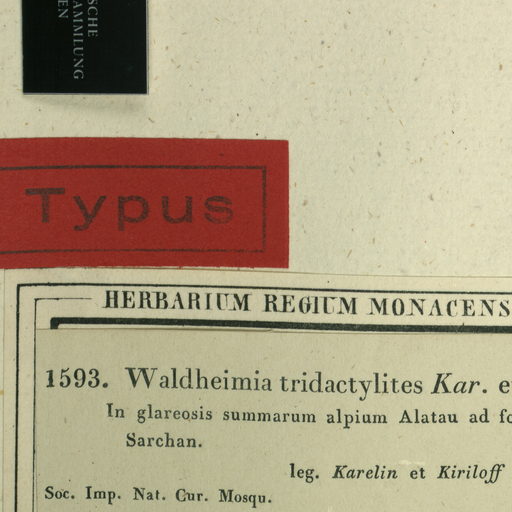 SCHE
AMMLUNG
EN
Typus
HERBARIUM REGIUM MONACENS
1593. Waldheimia tridactylites Kar. e
In glareosis summarum alpium Alatau ad fo
Sarchan.
leg. Karelin et Kiriloff
Soc. Imp. Nat. Cur. Mosqu.